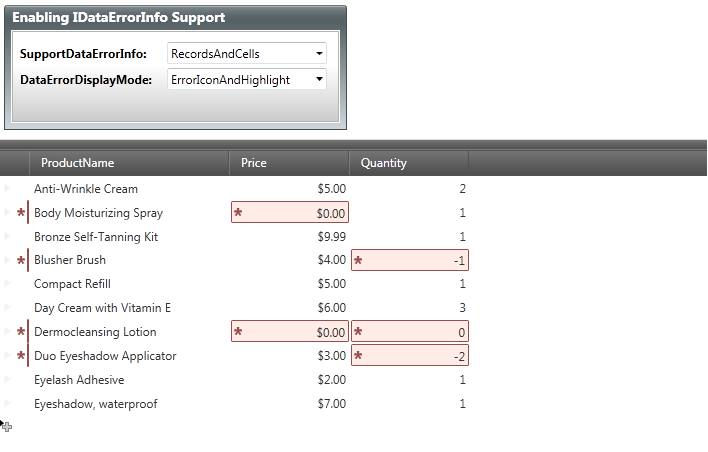 Enabling IDataErrorInfo Support
SupportDataErrorInfo: RecordsAndCells
DataErrorDisplayMode: ErrorIconAndHighlight
ProductName Price Quantity
Anti-Wrinkle Cream $5.00 2
* Body Moisturizing Spray * $0.00 1
Bronze Self-Tanning Kit $9.99 1
* Blusher Brush $4.00 * -1
Compact Refill $5.00 1
Day Cream with Vitamin E $6.00 3
* Dermocleansing Lotion * $0.00 * 0
* Duo Eyeshadow Applicator $3.00 * -2
Eyelash Adhesive $2.00 1
Eyeshadow, waterproof $7.00 1